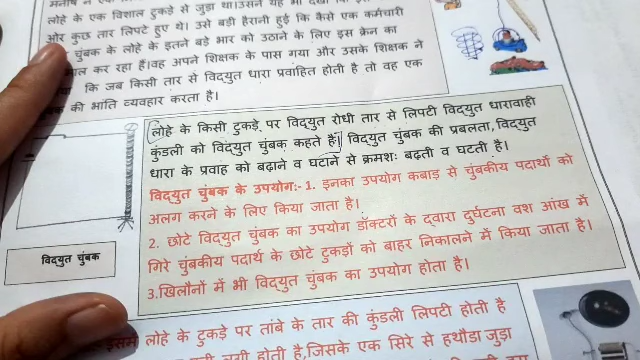 लोहे के एक विशाल टुकड़े से जुड़ा था।उसने यह भी देखा कि इस
और कुछ तार लिपटे हुए थे। उसे बड़ी हैरानी हुई कि कैसे एक कर्मचारी
चुंबक के लोहे के इतने बड़े भार को उठाने के लिए इस क्रेन का
कर रहा हैं।वह अपने शिक्षक के पास गया और उसके शिक्षक ने
कि जब किसी तार से विद्युत धारा प्रवाहित होती है तो वह एक
की भांति व्यवहार करता है।
लोहे के किसी टुकड़े पर विद्युत रोधी तार से लिपटी विद्युत धारावाही
कुंडली को विद्युत चुंबक कहते हैं। विद्युत चुंबक की प्रबलता,विद्युत
धारा के प्रवाह को बढ़ाने व घटाने से क्रमशः बढ़ती व घटती है।
विद्युत चुंबक के उपयोग:- 1. इनका उपयोग कबाड़ से चुंबकीय पदार्थों को
अलग करने के लिए किया जाता है।
2. छोटे विद्युत चुंबक का उपयोग डॉक्टरों के द्वारा दुर्घटना वश आंख में
गिरे चुंबकीय पदार्थ के छोटे टुकड़ों को बाहर निकालने में किया जाता है।
3.खिलौनों में भी विद्युत चुंबक का उपयोग होता है।
विद्युत चुंबक
इसमें लोहे के टुकड़े पर तांबे के तार की कुंडली लिपटी होती है
होती है,जिसके एक सिरे से हथौडा जुड़ा